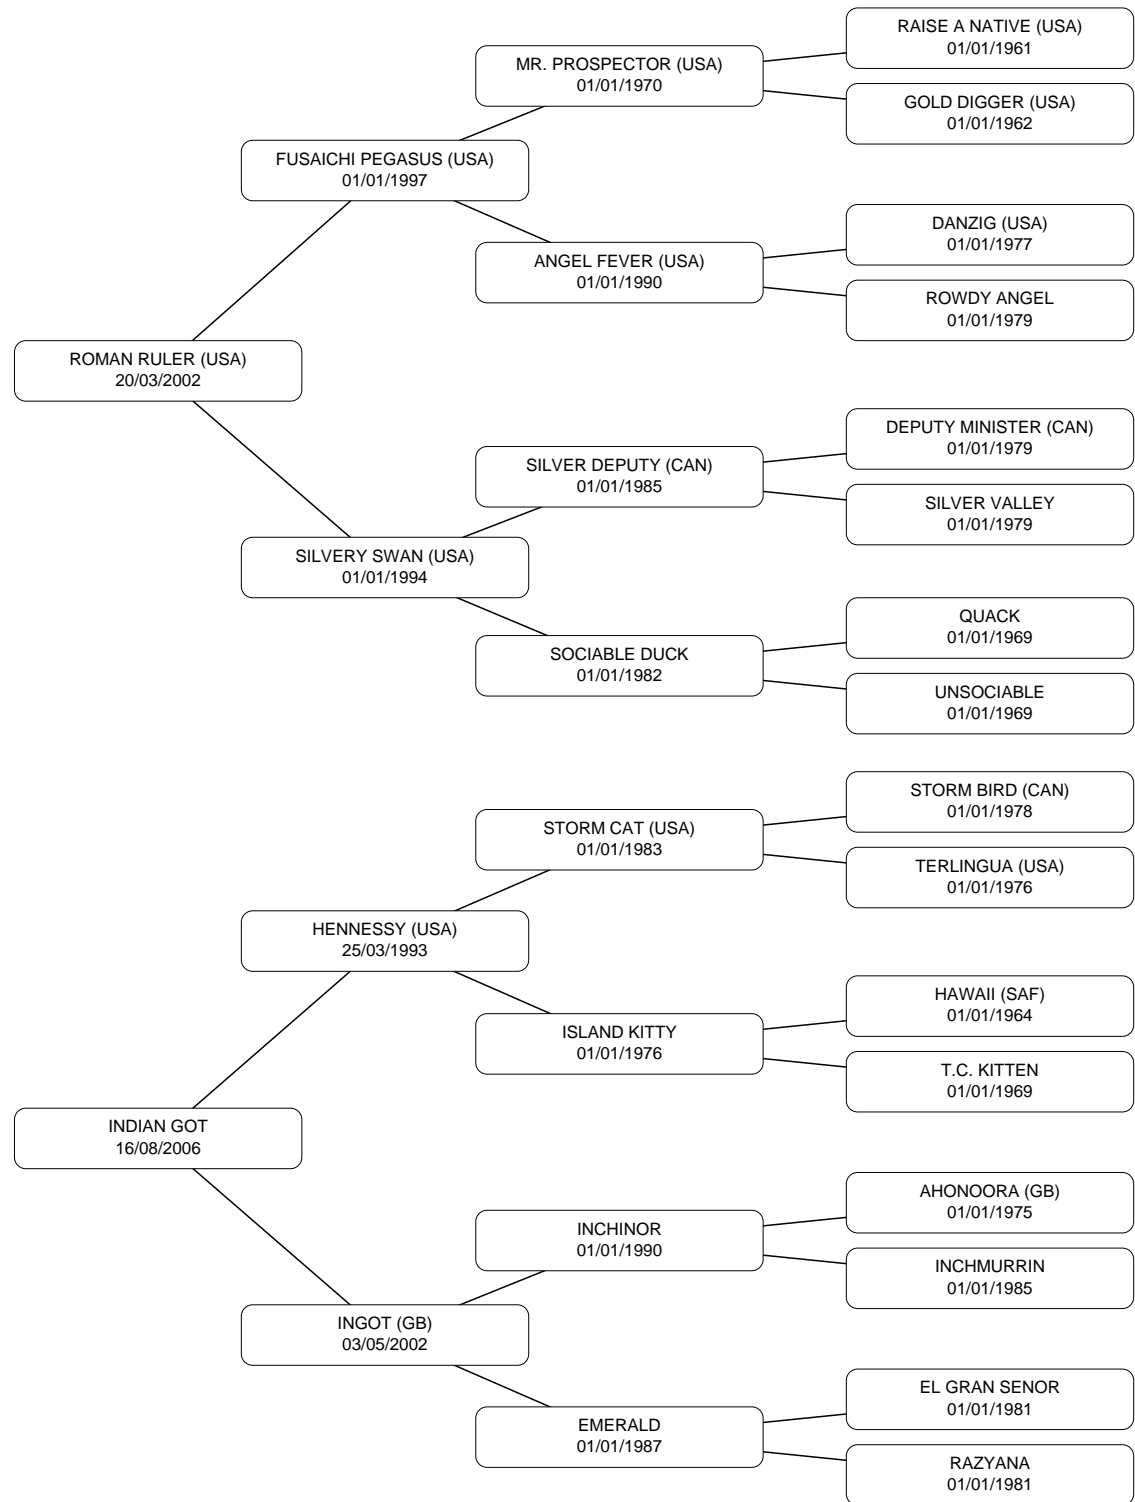 RAISE A NATIVE (USA)
01/01/1961
MR. PROSPECTOR (USA)
01/01/1970
GOLD DIGGER (USA)
01/01/1962
FUSAICHI PEGASUS (USA)
01/01/1997
DANZIG (USA)
01/01/1977
ANGEL FEVER (USA)
01/01/1990
ROWDY ANGEL
01/01/1979
ROMAN RULER (USA)
20/03/2002
DEPUTY MINISTER (CAN)
01/01/1979
SILVER DEPUTY (CAN)
01/01/1985
SILVER VALLEY
01/01/1979
SILVERY SWAN (USA)
01/01/1994
QUACK
01/01/1969
SOCIABLE DUCK
01/01/1982
UNSOCIABLE
01/01/1969
STORM BIRD (CAN)
01/01/1978
STORM CAT (USA)
01/01/1983
TERLINGUA (USA)
01/01/1976
HENNESSY (USA)
25/03/1993
HAWAII (SAF)
01/01/1964
ISLAND KITTY
01/01/1976
T.C. KITTEN
01/01/1969
INDIAN GOT
16/08/2006
AHONOORA (GB)
01/01/1975
INCHINOR
01/01/1990
INCHMURRIN
01/01/1985
INGOT (GB)
03/05/2002
EL GRAN SENOR
01/01/1981
EMERALD
01/01/1987
RAZYANA
01/01/1981